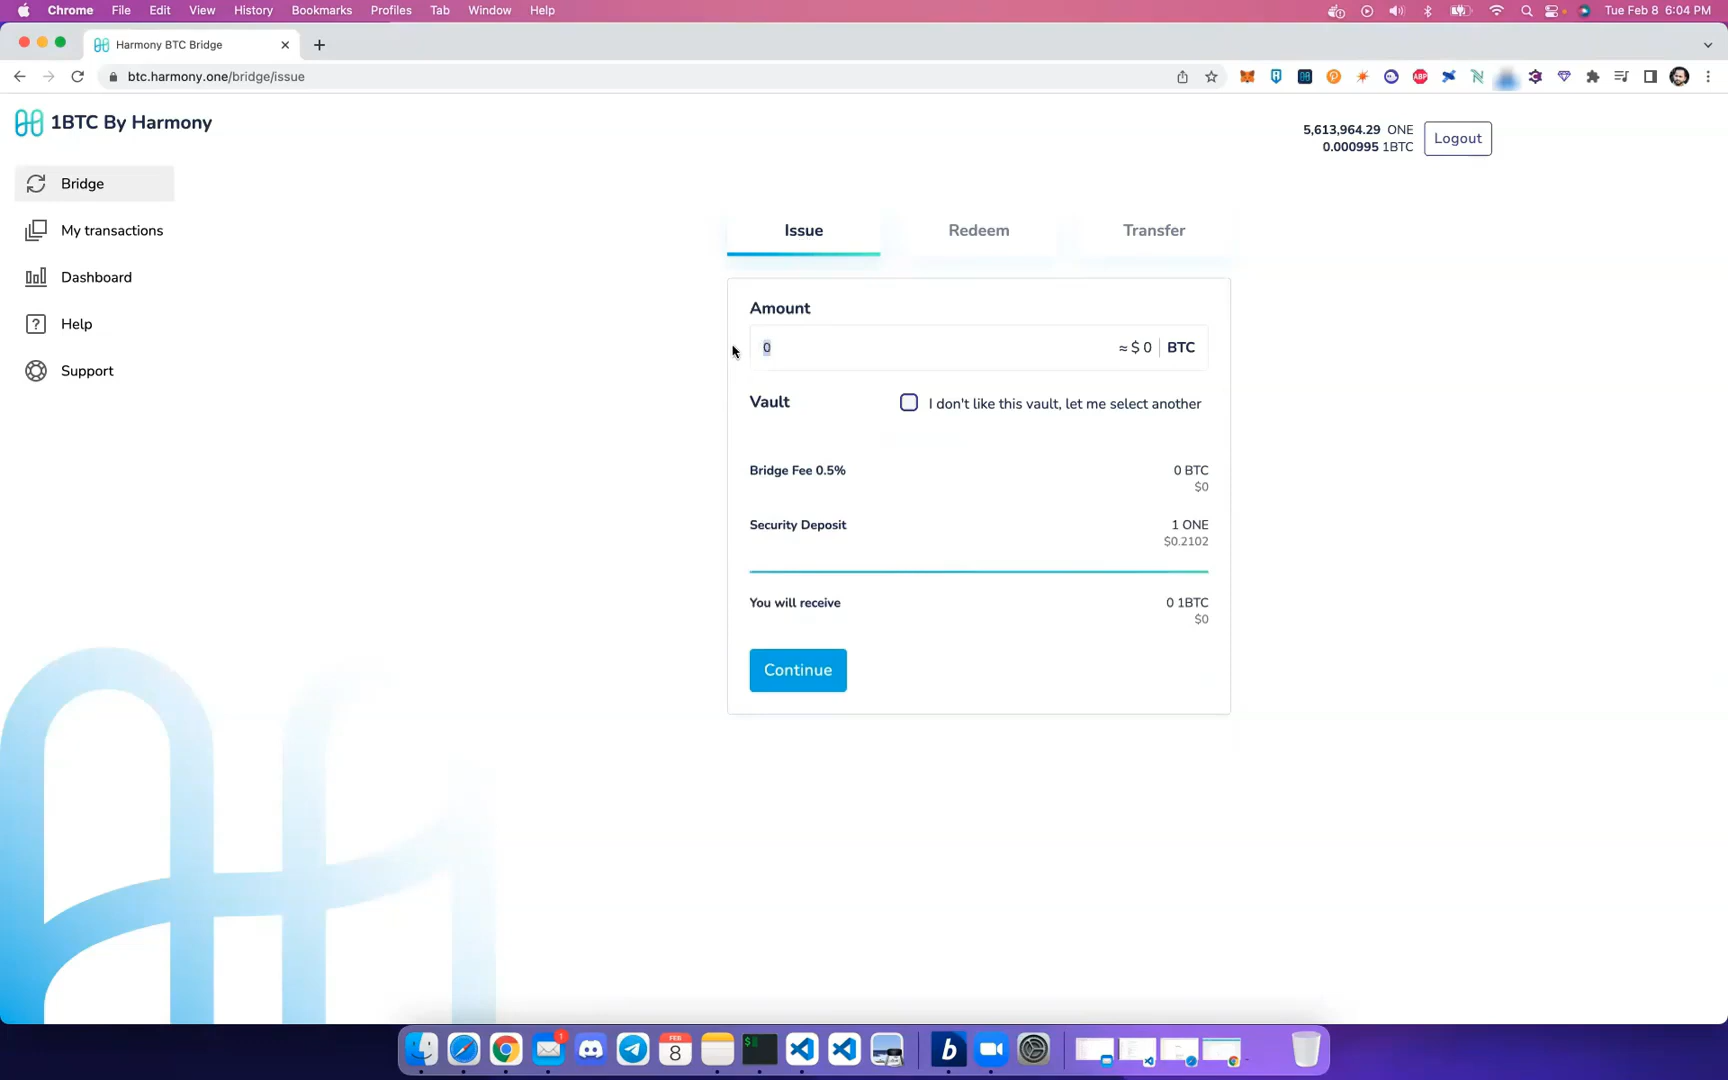 Chrome File Edit View History Bookmarks Profiles Tab Window Help Tue Feb 8 6:04 PM
Harmony BTC Bridge
btc.harmony.one/bridge/issue
ABP
1BTC By Harmony
5,613,964.29 ONE
0.000995 1BTC
Logout
Bridge
My transactions
Dashboard
Help
Support
Issue Redeem Transfer
Amount
0 ≈ $ 0 BTC
Vault I don't like this vault, let me select another
Bridge Fee 0.5% 0 BTC
$0
Security Deposit 1 ONE
$0.2102
You will receive 0 1BTC
$0
Continue
1
FEB
8
$
b